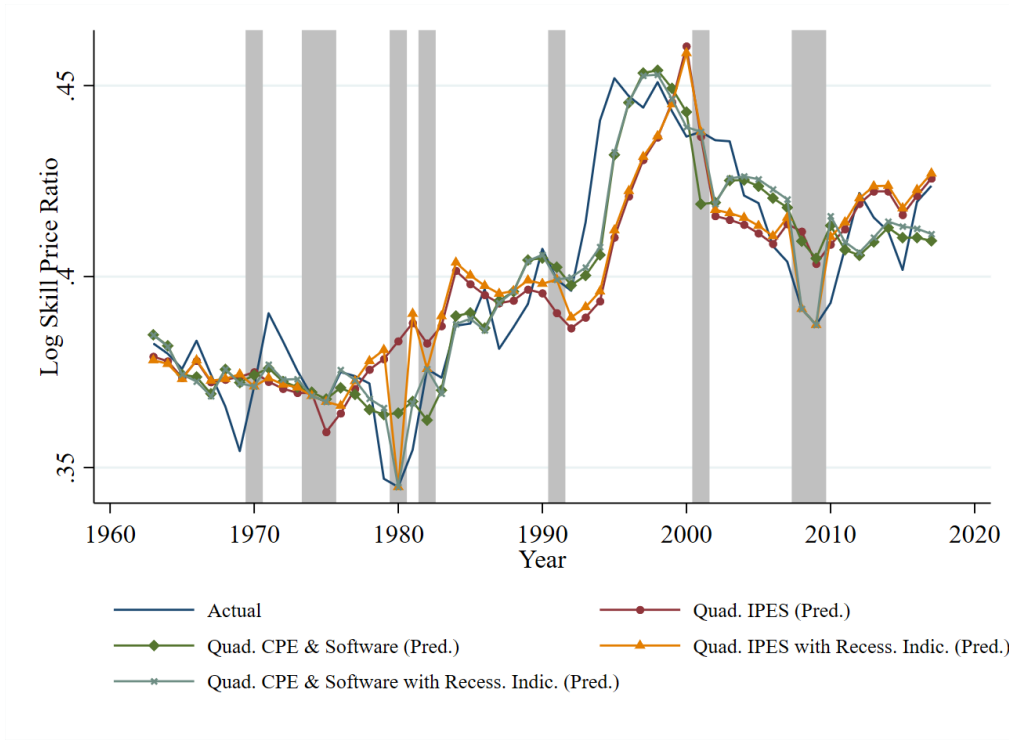 Log Skill Price Ratio
.45
.4
.35
1960 1970 1980 1990 2000 2010 2020
Year
Actual
Quad. IPES (Pred.)
Quad. CPE & Software (Pred.)
Quad. IPES with Recess. Indic. (Pred.)
Quad. CPE & Software with Recess. Indic. (Pred.)